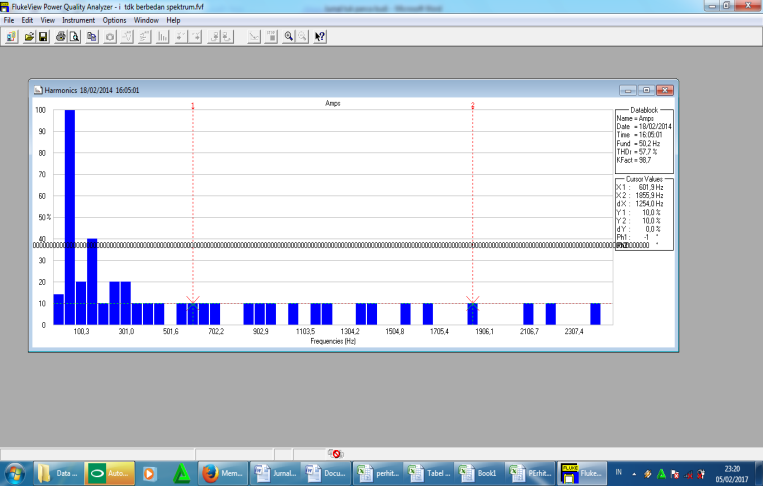 FlukeView Power Quality Analyzer - i tdk berbedan spektrum.fvf
File Edit View Instrument Options Window Help
Harmonics 18/02/2014 16:05:01
Amps
1
2
100
90
80
70
60
50 %
40
30
20
10
0
100,3 301,0 501,6 702,2 902,9 1103,5 1304,2 1504,8 1705,4 1906,1 2106,7 2307,4
Frequencies (Hz)
Datablock
Name = Amps
Date = 18/02/2014
Time = 16:05:01
Fund = 50,2 Hz
THDr = 57,7 %
KFact = 98,7
Cursor Values
X 1 : 601,9 Hz
X 2 : 1855,9 Hz
d X : 1254,0 Hz
Y 1 : 10,0 %
Y 2 : 10,0 %
d Y : 0,0 %
Ph1 : -1 °
Data ...
Auto...
Mem...
Jurnal...
Docu...
perhit...
Tabel ...
Book1
PErhit...
FLUKE
Fluke...
IN
23:20
05/02/2017